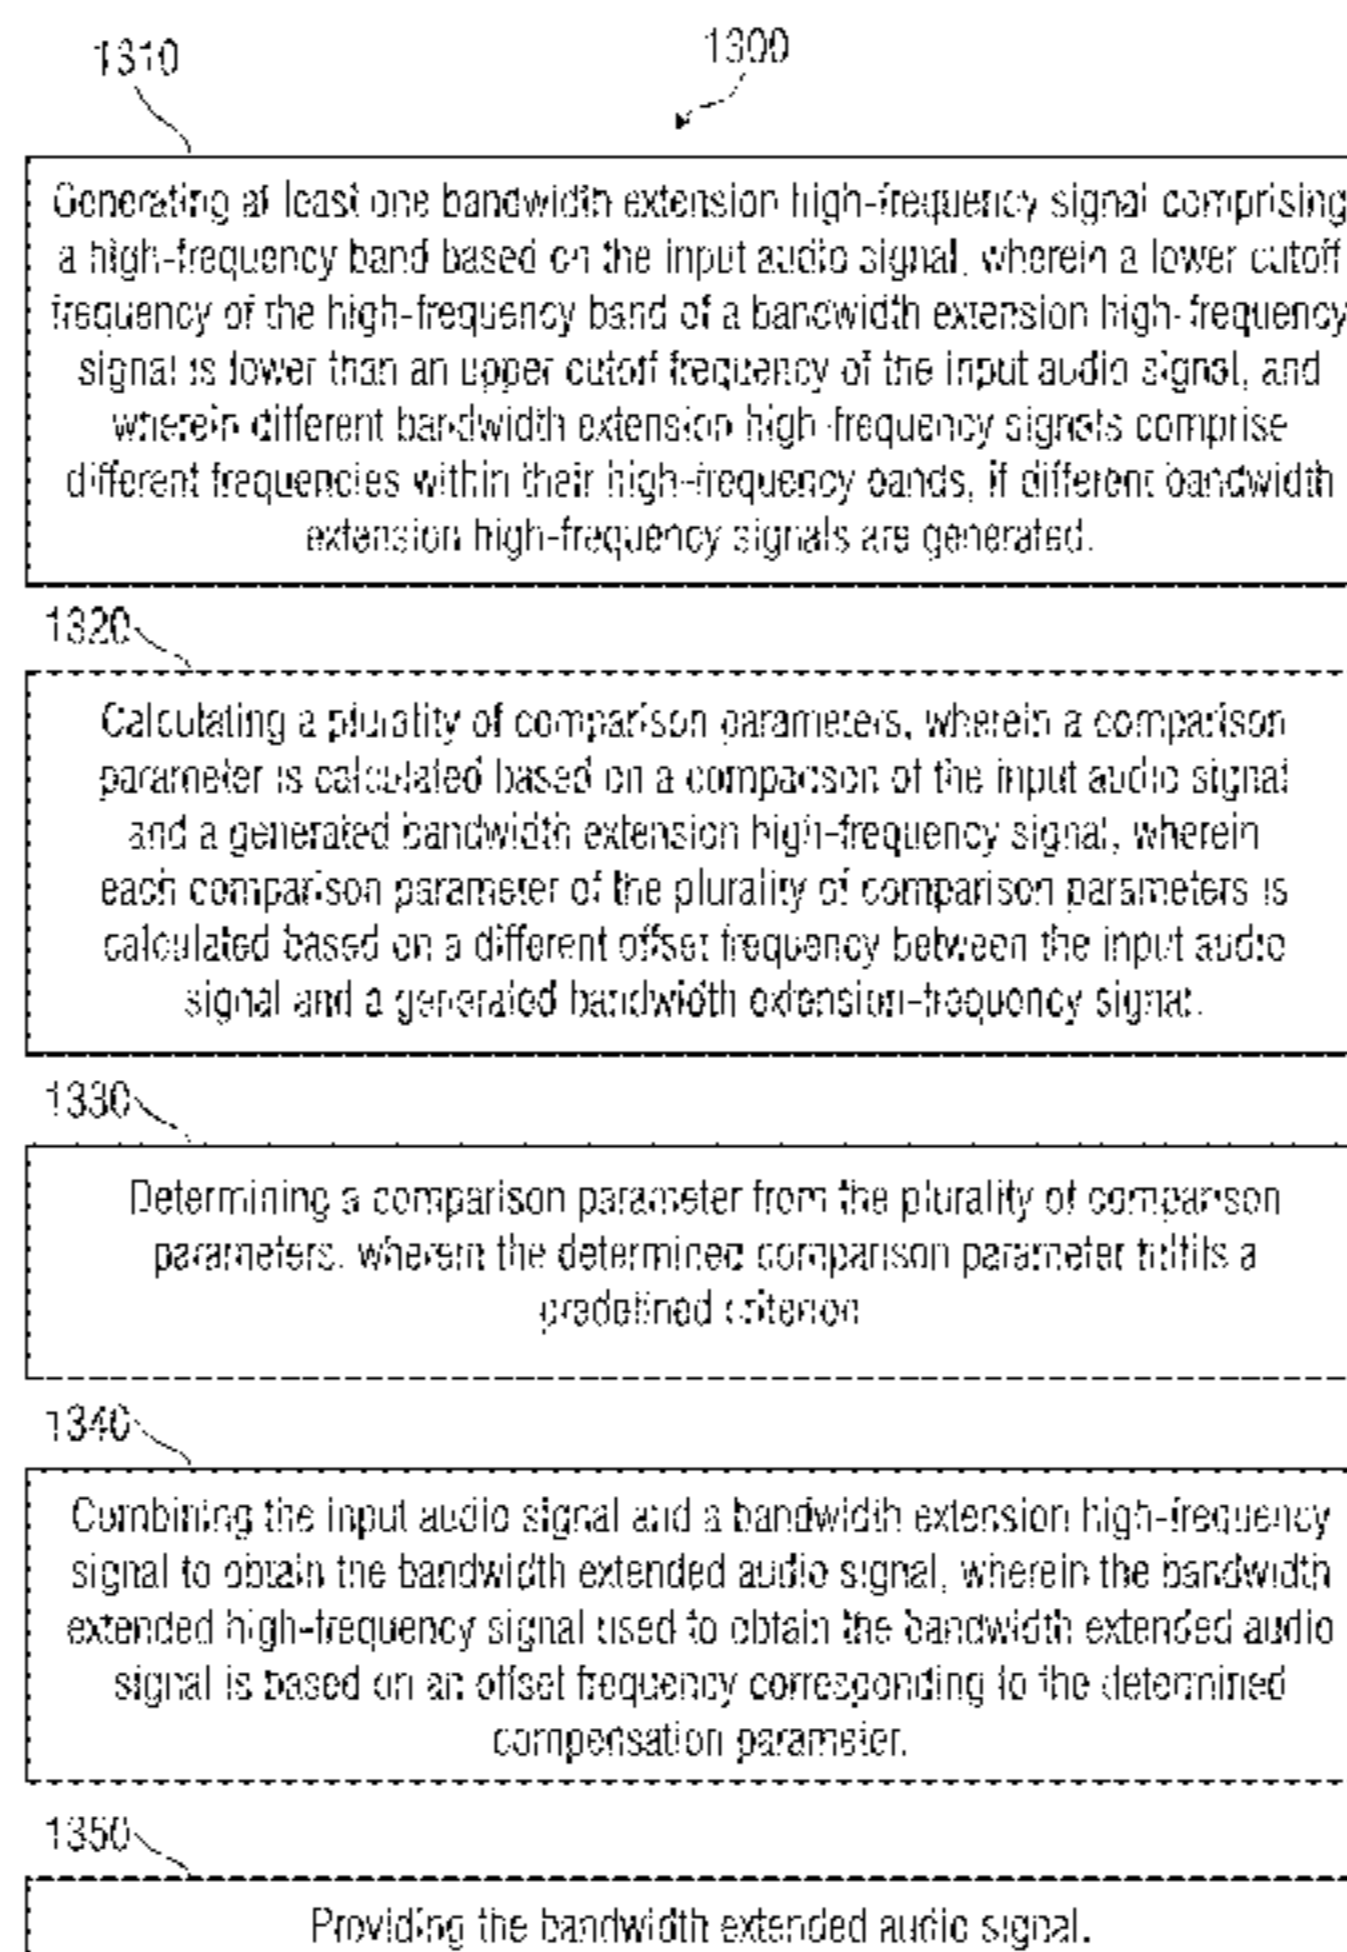 1310
1300
Generating at least one bandwidth extension high-frequency signal comprising
a high-frequency band based on the input audio signal, wherein a lower cutoff
frequency of the high-frequency band of a bandwidth extension high-frequency
signal is lower than an upper cutoff frequency of the input audio signal, and
wherein different bandwidth extension high-frequency signals comprise
different frequencies within their high-frequency bands, if different bandwidth
extension high-frequency signals are generated.
1320
Calculating a plurality of comparison parameters, wherein a comparison
parameter is calculated based on a comparison of the input audio signal
and a generated bandwidth extension high-frequency signal, wherein
each comparison parameter of the plurality of comparison parameters is
calculated based on a different offset frequency between the input audio
signal and a generated bandwidth extension-frequency signal.
1330
Determining a comparison parameter from the plurality of comparison
parameters, wherein the determined comparison parameter fulfils a
predefined criterion
1340
Combining the input audio signal and a bandwidth extension high-frequency
signal to obtain the bandwidth extended audio signal, wherein the bandwidth
extended high-frequency signal used to obtain the bandwidth extended audio
signal is based on an offset frequency corresponding to the determined
compensation parameter.
1350
Providing the bandwidth extended audio signal.